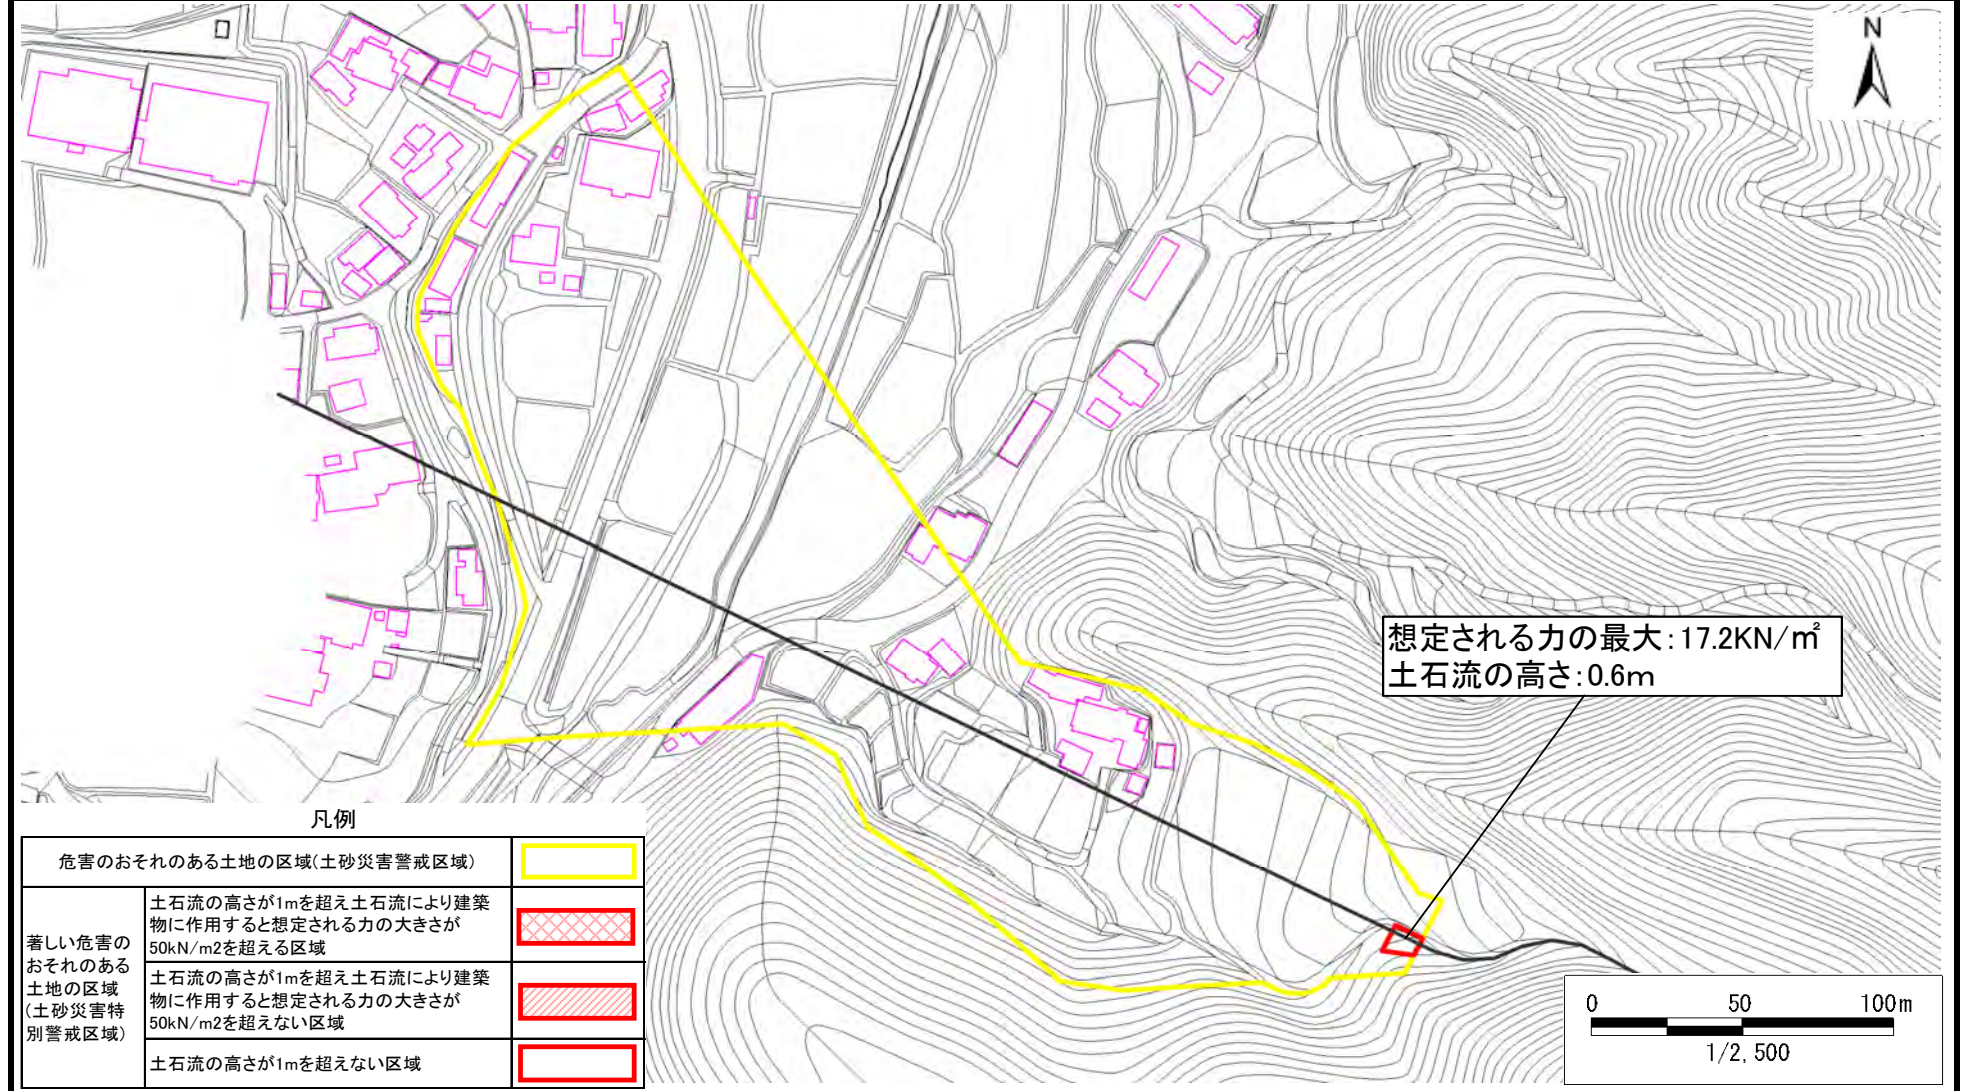 N
想定される力の最大:17.2KN/㎡
土石流の高さ:0.6m
凡例
危害のおそれのある土地の区域(土砂災害警戒区域)
著しい危害の
おそれのある
土地の区域
(土砂災害特
別警戒区域)
土石流の高さが1mを超え土石流により建築
物に作用すると想定される力の大きさが
50kN/m2を超える区域
土石流の高さが1mを超え土石流により建築
物に作用すると想定される力の大きさが
50kN/m2を超えない区域
土石流の高さが1mを超えない区域
0 50 100m
1/2,500